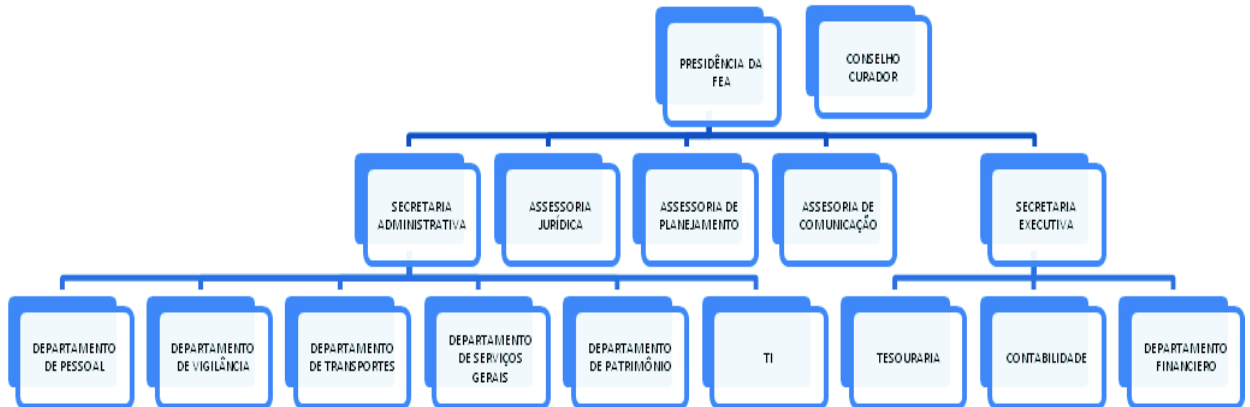 PRESIDÊNCIA DA
FEA
CONSELHO
CURADOR
SECRETARIA
ADMINISTRATIVA
ASSESSORIA
JURÍDICA
ASSESSORIA DE
PLANEJAMENTO
ASSESSORIA DE
COMUNICAÇÃO
SECRETARIA
EXECUTIVA
DEPARTAMENTO
DE PESSOAL
DEPARTAMENTO
DE VIGILÂNCIA
DEPARTAMENTO
DE TRANSPORTES
DEPARTAMENTO
DE SERVIÇOS
GERAIS
DEPARTAMENTO
DE PATRIMÔNIO
TI
TESOURARIA
CONTABILIDADE
DEPARTAMENTO
FINANCIERO